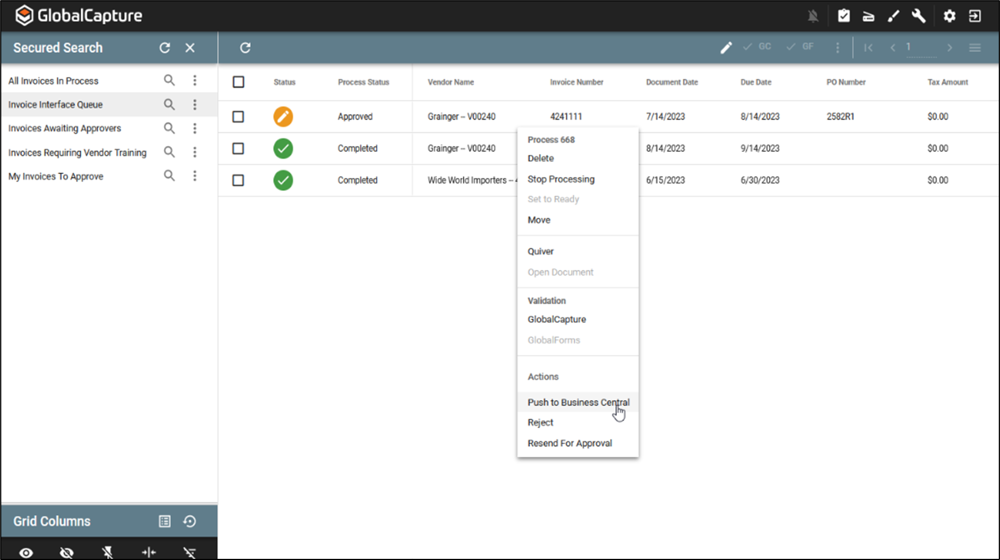 GlobalCapture
Secured Search
GC
GF
1
All Invoices In Process
Invoice Interface Queue
Invoices Awaiting Approvers
Invoices Requiring Vendor Training
My Invoices To Approve
Status Process Status Vendor Name Invoice Number Document Date Due Date PO Number Tax Amount
Approved Grainger – V00240 4241111 7/14/2023 8/14/2023 2582R1 $0.00
Completed Grainger – V00240 8/14/2023 9/14/2023 $0.00
Completed Wide World Importers – 6/15/2023 6/30/2023 $0.00
Process 668
Delete
Stop Processing
Set to Ready
Move
Quiver
Open Document
Validation
GlobalCapture
GlobalForms
Actions
Push to Business Central
Reject
Resend For Approval
Grid Columns